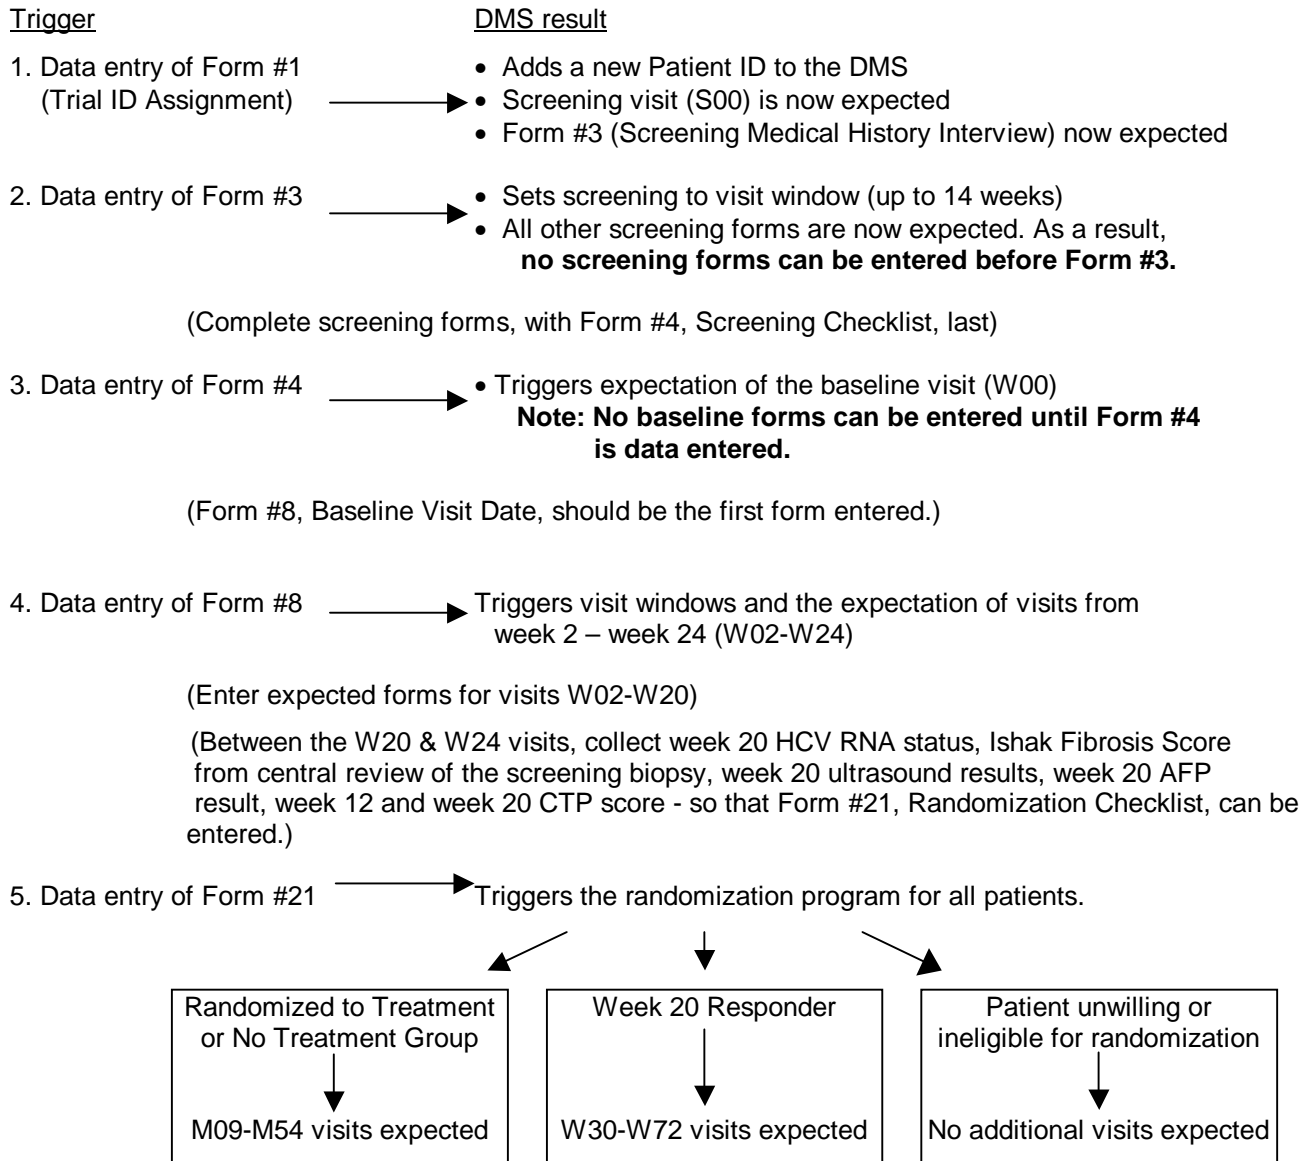 Trigger
DMS result
1. Data entry of Form #1
(Trial ID Assignment)
• Adds a new Patient ID to the DMS
• Screening visit (S00) is now expected
• Form #3 (Screening Medical History Interview) now expected
2. Data entry of Form #3
• Sets screening to visit window (up to 14 weeks)
• All other screening forms are now expected. As a result,
no screening forms can be entered before Form #3.
(Complete screening forms, with Form #4, Screening Checklist, last)
3. Data entry of Form #4
• Triggers expectation of the baseline visit (W00)
Note: No baseline forms can be entered until Form #4
is data entered.
(Form #8, Baseline Visit Date, should be the first form entered.)
4. Data entry of Form #8
Triggers visit windows and the expectation of visits from
week 2 – week 24 (W02-W24)
(Enter expected forms for visits W02-W20)
(Between the W20 & W24 visits, collect week 20 HCV RNA status, Ishak Fibrosis Score
from central review of the screening biopsy, week 20 ultrasound results, week 20 AFP
result, week 12 and week 20 CTP score - so that Form #21, Randomization Checklist, can be
entered.)
5. Data entry of Form #21
Triggers the randomization program for all patients.
Randomized to Treatment
or No Treatment Group
M09-M54 visits expected
Week 20 Responder
W30-W72 visits expected
Patient unwilling or
ineligible for randomization
No additional visits expected